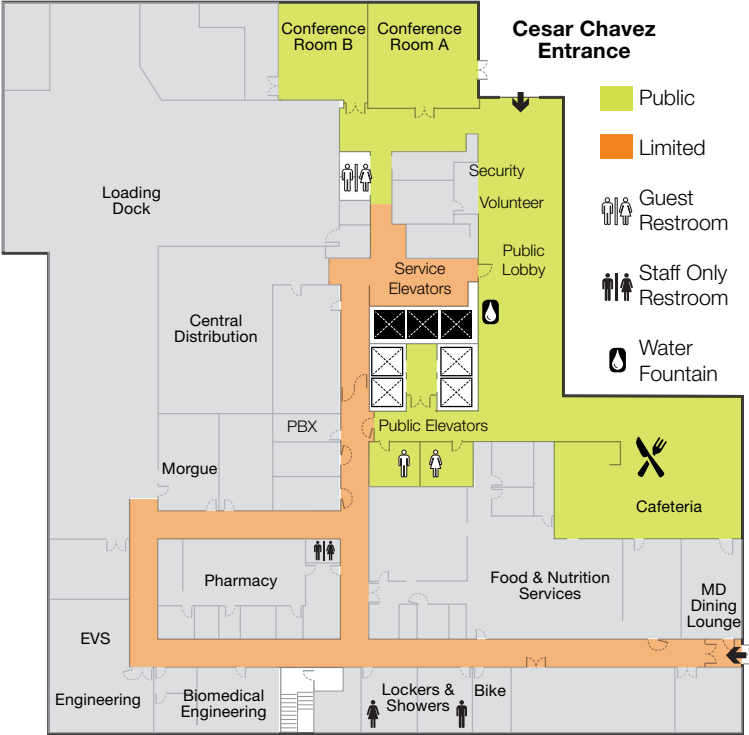 Conference
Room B
Conference
Room A
Cesar Chavez
Entrance
Public
Limited
Guest
Restroom
Staff Only
Restroom
Water
Fountain
Security
Volunteer
Public
Lobby
Loading
Dock
Service
Elevators
Central
Distribution
PBX
Public Elevators
Morgue
Cafeteria
Pharmacy
Food & Nutrition
Services
MD
Dining
Lounge
EVS
Engineering
Biomedical
Engineering
Lockers &
Showers
Bike